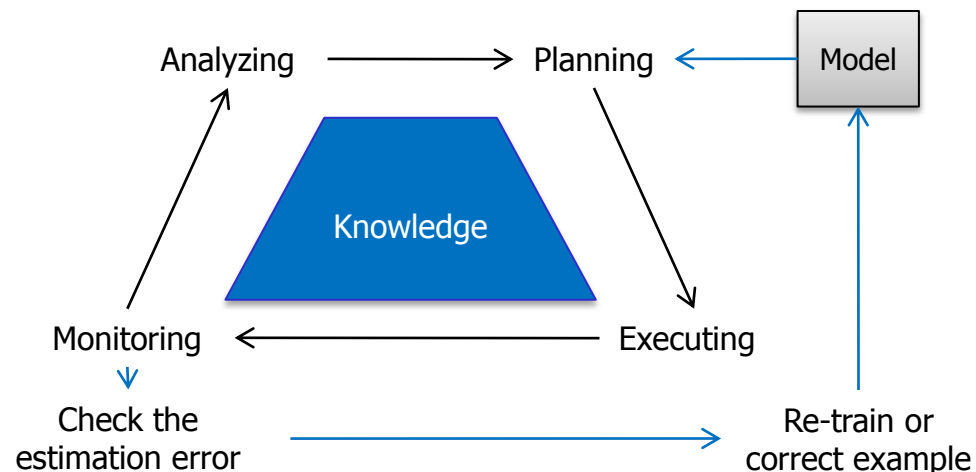 Analyzing
Planning
Model
Knowledge
Monitoring
Executing
Check the
estimation error
Re-train or
correct example